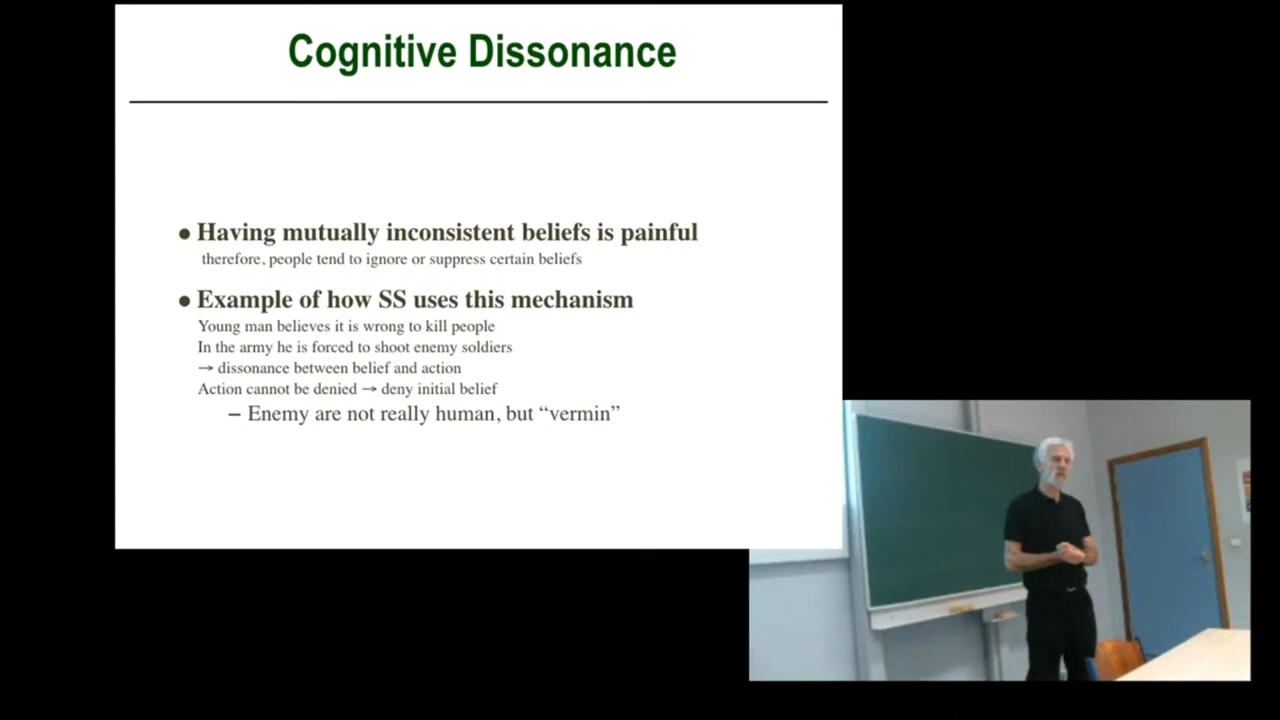 Cognitive Dissonance
● Having mutually inconsistent beliefs is painful
therefore, people tend to ignore or suppress certain beliefs
● Example of how SS uses this mechanism
Young man believes it is wrong to kill people
In the army he is forced to shoot enemy soldiers
→ dissonance between belief and action
Action cannot be denied → deny initial belief
– Enemy are not really human, but “vermin”